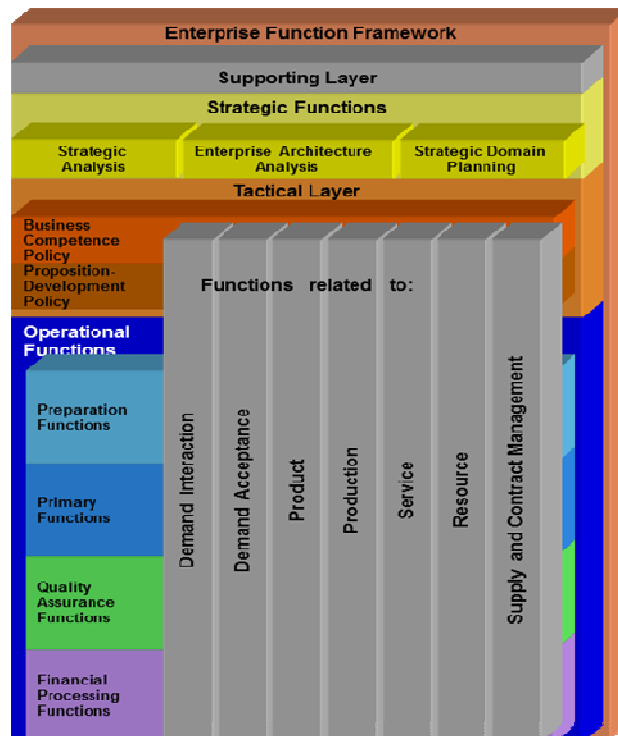 Enterprise Function Framework
Supporting Layer
Strategic Functions
Strategic
Analysis
Enterprise Architecture
Analysis
Strategic Domain
Planning
Tactical Layer
Business
Competence
Policy
Proposition-
Development
Policy
Functions related to:
Operational
Functions
Preparation
Functions
Primary
Functions
Quality
Assurance
Functions
Financial
Processing
Functions
Demand Interaction
Demand Acceptance
Product
Production
Service
Resource
Supply and Contract Management